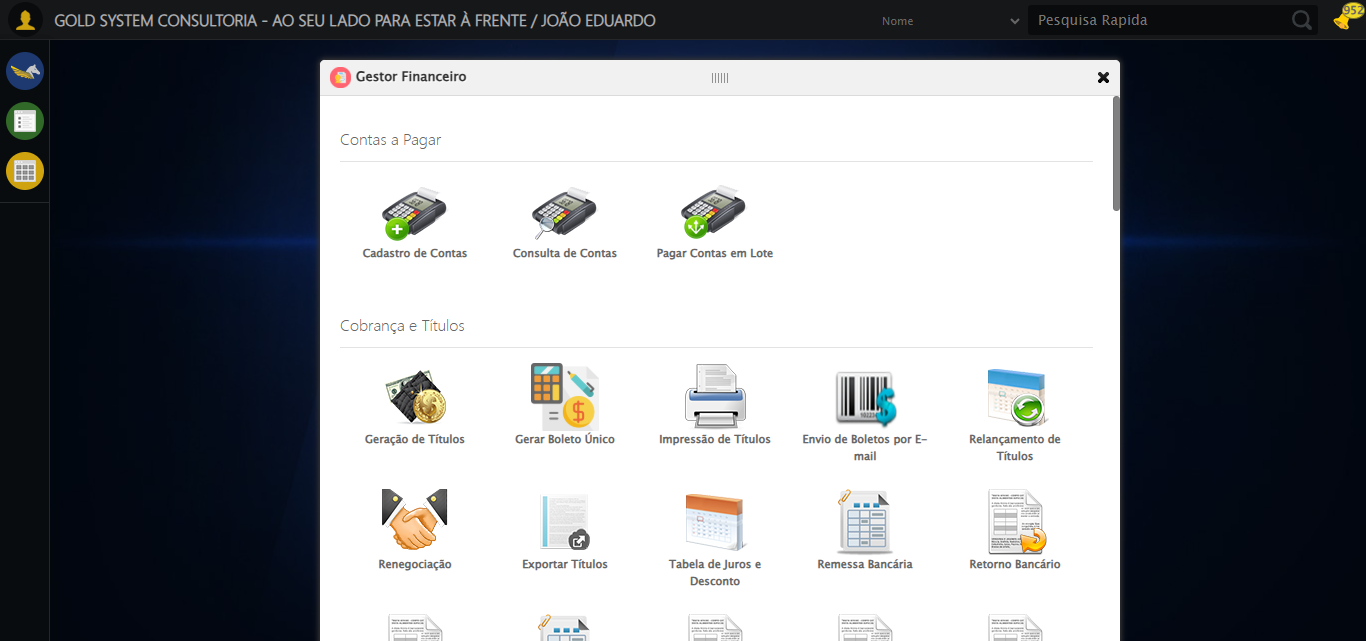 GOLD SYSTEM CONSULTORIA - AO SEU LADO PARA ESTAR À FRENTE / JOÃO EDUARDO
Nome
Pesquisa Rapida
952
Gestor Financeiro
Contas a Pagar
Cadastro de Contas
Consulta de Contas
Pagar Contas em Lote
Cobrança e Títulos
Geração de Títulos
Gerar Boleto Único
Impressão de Títulos
Envio de Boletos por E-
mail
Relançamento de
Títulos
Renegociação
Exportar Títulos
Tabela de Juros e
Desconto
Remessa Bancária
Retorno Bancário